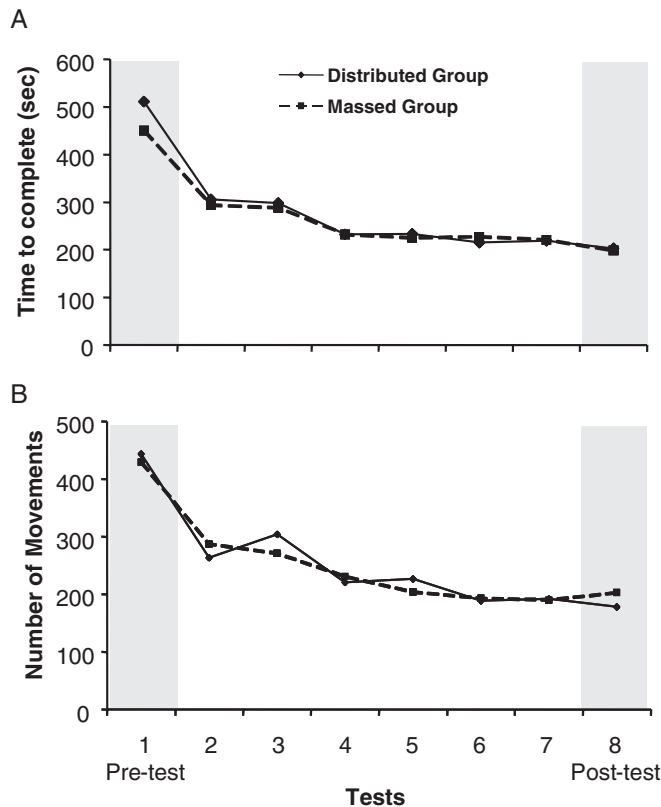 A
Time to complete (sec)
600
500
400
300
200
100
0
Distributed Group
Massed Group
B
Number of Movements
500
400
300
200
100
0
1 2 3 4 5 6 7 8
Pre-test Post-test
Tests